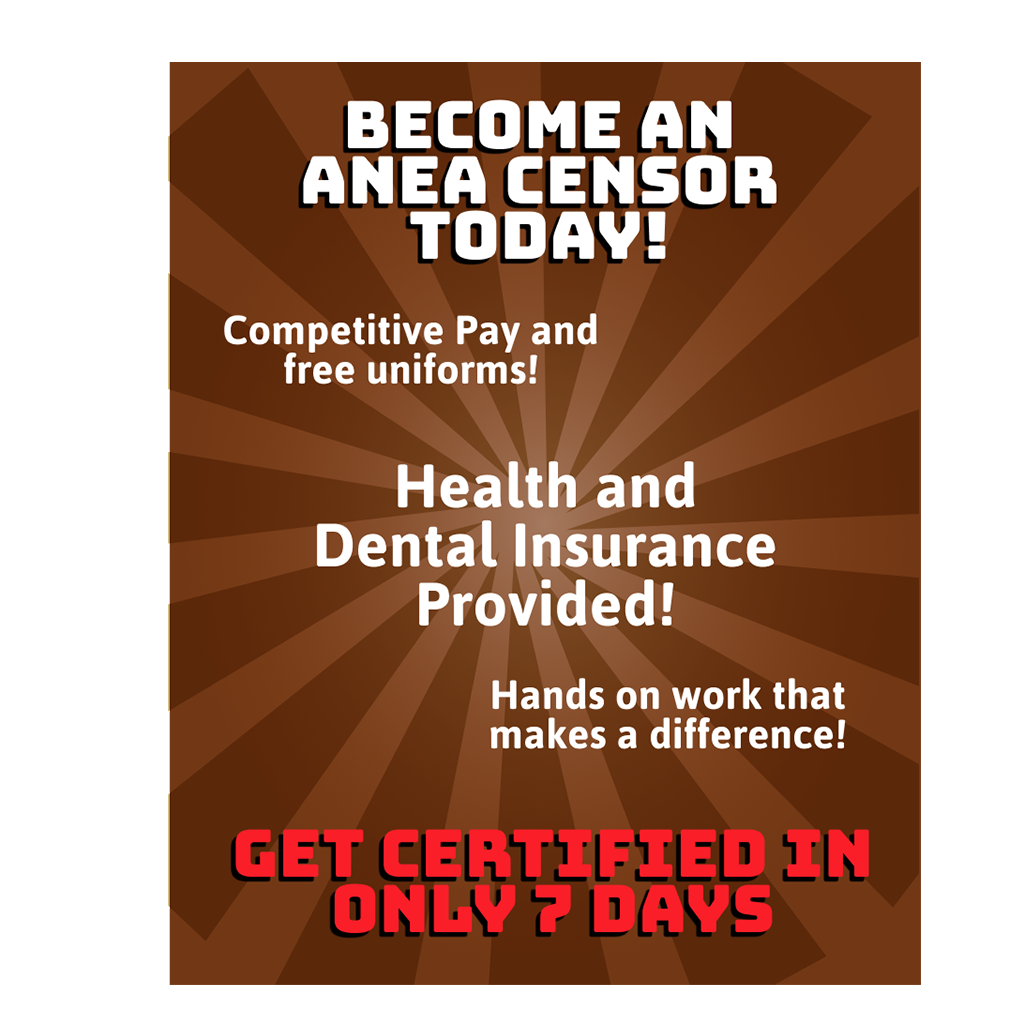 BECOME AN
ANEA CENSOR
TODAY!
Competitive Pay and
free uniforms!
Health and
Dental Insurance
Provided!
Hands on work that
makes a difference!
GET CERTIFIED IN
ONLY 7 DAYS